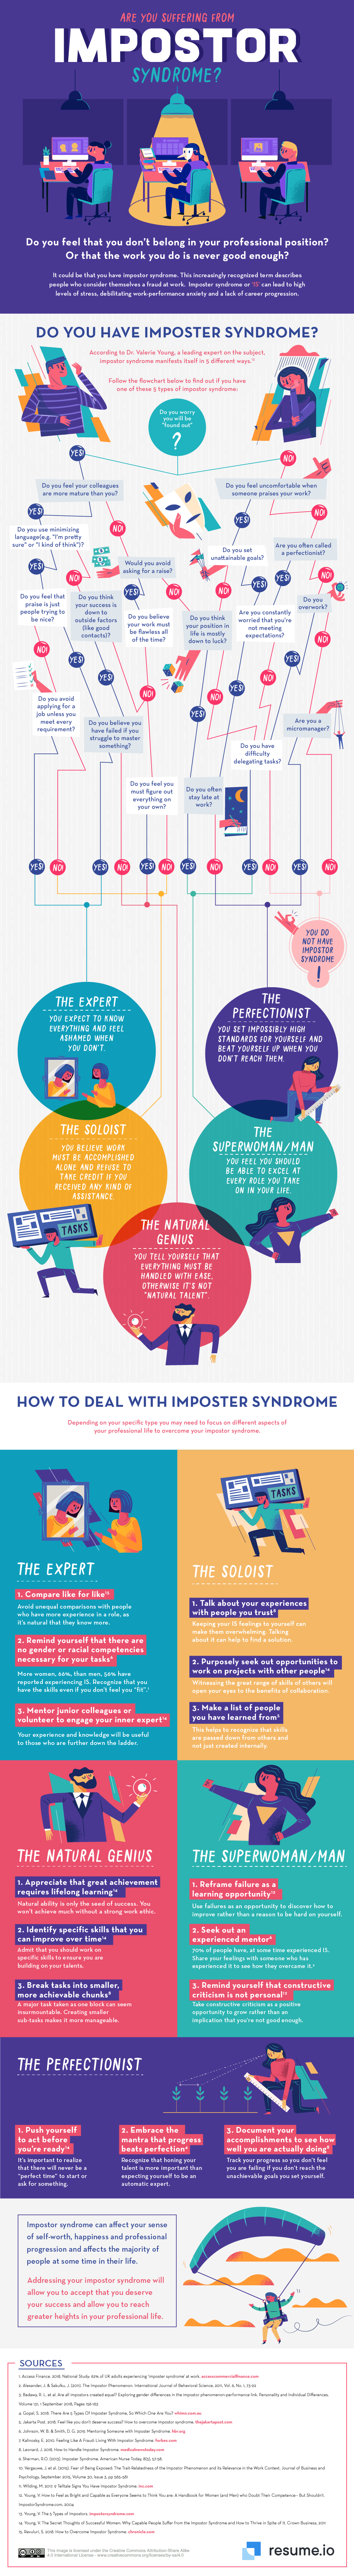 ARE YOU SUFFERING FROM
IMPOSTOR
SYNDROME?
Do you feel that you don't belong in your professional position?
Or that the work you do is never good enough?
It could be that you have impostor syndrome. This increasingly recognized term describes
people who consider themselves a fraud at work. Imposter syndrome or 'IS' can lead to high
levels of stress, debilitating work-performance anxiety and a lack of career progression.
DO YOU HAVE IMPOSTER SYNDROME?
According to Dr. Valerie Young, a leading expert on the subject,
impostor syndrome manifests itself in 5 different ways.
Follow the flowchart below to find out if you have
one of these 5 types of impostor syndrome:
Do you worry
you will be
"found out"
?
YES!
NO!
Do you feel your colleagues
are more mature than you?
Do you feel uncomfortable when
someone praises your work?
YES!
NO!
YES!
NO!
Do you use minimizing
language(e.g. "I'm pretty
sure" or "I kind of think")?
Would you avoid
asking for a raise?
Do you set
unattainable goals?
Are you often called
a perfectionist?
YES!
NO!
YES!
NO!
NO!
YES!
YES!
NO!
Do you feel that
praise is just
people trying to
be nice?
Do you think
your success is
down to
outside factors
(like good
contacts)?
Do you believe
your work must
be flawless all
of the time?
Do you think
your position in
life is mostly
down to luck?
Are you constantly
worried that you're
not meeting
expectations?
Do you
overwork?
NO!
YES!
YES!
NO!
YES!
NO!
YES!
NO!
YES!
NO!
Do you avoid
applying for a
job unless you
meet every
requirement?
Do you believe you
have failed if you
struggle to master
something?
Do you feel you
must figure out
everything on
your own?
Do you often
stay late at
work?
Do you have
difficulty
delegating tasks?
Are you a
micromanager?
YES!
NO!
YES!
NO!
YES!
NO!
YES!
NO!
YES!
NO!
YES!
NO!
YOU DO
NOT HAVE
IMPOSTOR
SYNDROME
!
THE EXPERT
YOU EXPECT TO KNOW
EVERYTHING AND FEEL
ASHAMED WHEN
YOU DON'T.
THE
PERFECTIONIST
YOU SET IMPOSSIBLY HIGH
STANDARDS FOR YOURSELF AND
BEAT YOURSELF UP WHEN YOU
DON'T REACH THEM.
THE SOLOIST
YOU BELIEVE WORK
MUST BE ACCOMPLISHED
ALONE AND REFUSE TO
TAKE CREDIT IF YOU
RECEIVED ANY KIND OF
ASSISTANCE.
THE
SUPERWOMAN/MAN
YOU FEEL YOU SHOULD
BE ABLE TO EXCEL AT
EVERY ROLE YOU TAKE
ON IN YOUR LIFE.
TASKS
THE NATURAL
GENIUS
YOU TELL YOURSELF THAT
EVERYTHING MUST BE
HANDLED WITH EASE,
OTHERWISE IT'S NOT
"NATURAL TALENT".
HOW TO DEAL WITH IMPOSTER SYNDROME
Depending on your specific type you may need to focus on different aspects of
your professional life to overcome your impostor syndrome.
THE EXPERT
1. Compare like for like
Avoid unequal comparisons with people
who have more experience in a role, as
it's natural that they know more.
2. Remind yourself that there are
no gender or racial competencies
necessary for your tasks
More women, 66%, than men, 56% have
reported experiencing IS. Recognize that you
have the skills even if you don't feel you "fit".
3. Mentor junior colleagues or
volunteer to engage your inner expert
Your experience and knowledge will be useful
to those who are further down the ladder.
TASKS
THE SOLOIST
1. Talk about your experiences
with people you trust
Keeping your IS feelings to yourself can
make them overwhelming. Talking
about it can help to find a solution.
2. Purposely seek out opportunities to
work on projects with other people
Witnessing the great range of skills of others will
open your eyes to the benefits of collaboration.
3. Make a list of people
you have learned from
This helps to recognize that skills
are passed down from others and
not just created internally.
THE NATURAL GENIUS
1. Appreciate that great achievement
requires lifelong learning
Natural ability is only the seed of success. You
won't achieve much without a strong work ethic.
2. Identify specific skills that you
can improve over time
Admit that you should work on
specific skills to ensure you are
building on your talents.
3. Break tasks into smaller,
more achievable chunks
A major task taken as one block can seem
insurmountable. Creating smaller
sub-tasks makes it more manageable.
THE SUPERWOMAN/MAN
1. Reframe failure as a
learning opportunity
Use failures as an opportunity to discover how to
improve rather than a reason to be hard on yourself.
2. Seek out an
experienced mentor
70% of people have, at some time experienced IS.
Share your feelings with someone who has
experienced it to see how they overcame it.
3. Remind yourself that constructive
criticism is not personal
Take constructive criticism as a positive
opportunity to grow rather than an
implication that you're not good enough.
THE PERFECTIONIST
1. Push yourself
to act before
you're ready
It's important to realize
that there will never be a
"perfect time" to start or
ask for something.
2. Embrace the
mantra that progress
beats perfection
Recognize that honing your
talent is more important than
expecting yourself to be an
automatic expert.
3. Document your
accomplishments to see how
well you are actually doing
Track your progress so you don't feel
you are failing if you don't reach the
unachievable goals you set yourself.
Impostor syndrome can affect your sense
of self-worth, happiness and professional
progression and affects the majority of
people at some time in their life.
Addressing your impostor syndrome will
allow you to accept that you deserve
your success and allow you to reach
greater heights in your professional life.
SOURCES
resume.io